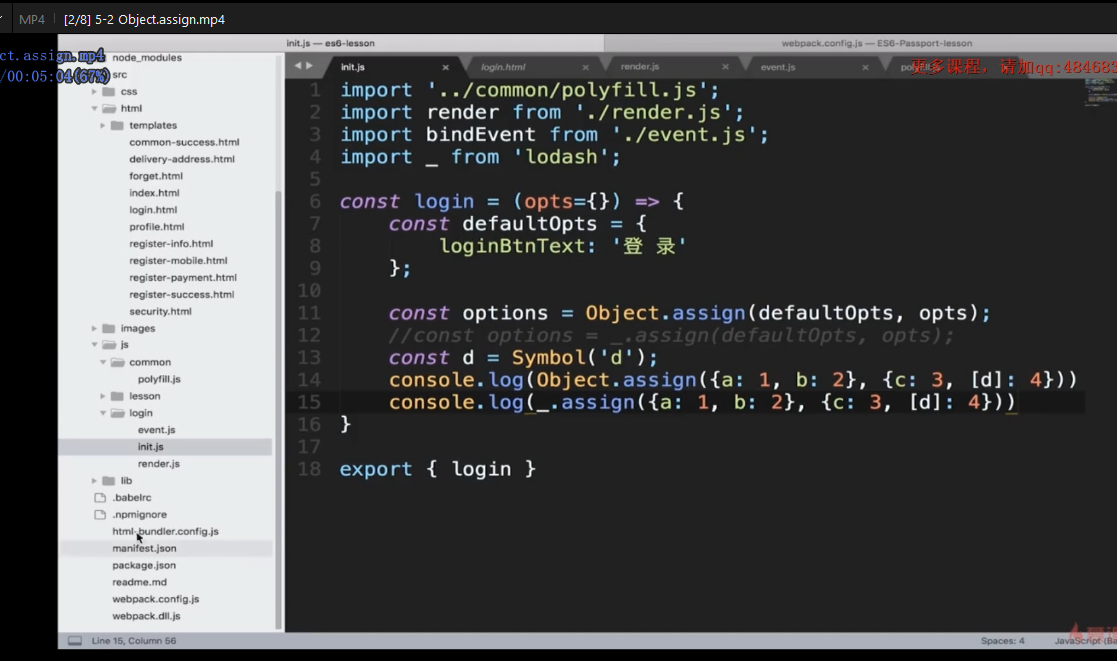 MP4
[2/8] 5-2 Object.assign.mp4
init.js — es6-lesson
webpack.config.js — ES6-Passport-lesson
ct.assign.mp4
/00:05:04(67%)
更多课程，请加qq:484683
node_modules
src
css
html
templates
common-success.html
delivery-address.html
forget.html
index.html
login.html
profile.html
register-info.html
register-mobile.html
register-payment.html
register-success.html
security.html
images
js
common
polyfill.js
lesson
login
event.js
init.js
render.js
lib
.babelrc
.npmignore
html-bundler.config.js
manifest.json
package.json
readme.md
webpack.config.js
webpack.dll.js
init.js
login.html
render.js
event.js
1 import '../common/polyfill.js';
2 import render from './render.js';
3 import bindEvent from './event.js';
4 import _ from 'lodash';
5
6 const login = (opts={}) => {
7 const defaultOpts = {
8 loginBtnText: '登 录'
9 };
10
11 const options = Object.assign(defaultOpts, opts);
12 //const options = _.assign(defaultOpts, opts);
13 const d = Symbol('d');
14 console.log(Object.assign({a: 1, b: 2}, {c: 3, [d]: 4}))
15 console.log(_.assign({a: 1, b: 2}, {c: 3, [d]: 4}))
16 }
17
18 export { login }
Line 15, Column 56
Spaces: 4
JavaScript (Ba